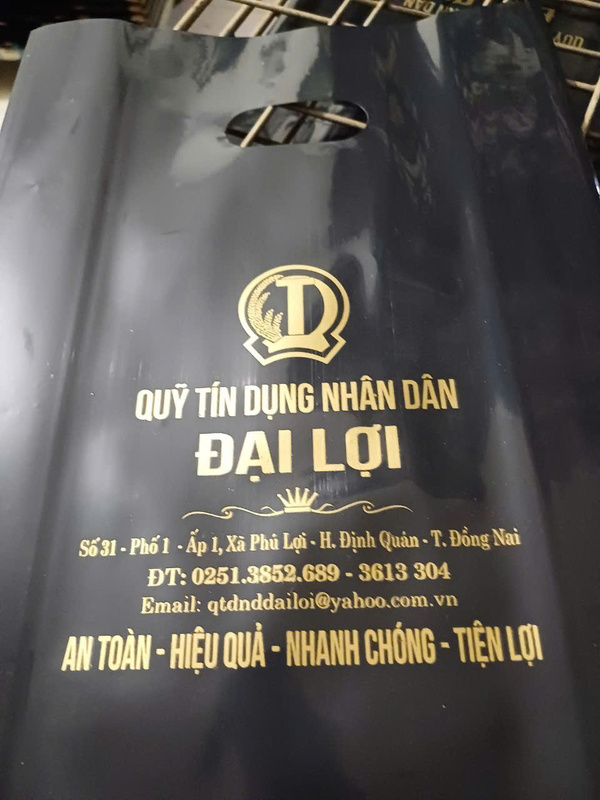 QUỸ TÍN DỤNG NHÂN DÂN
ĐẠI LỢI
Số 31 - Phố 1 - Ấp 1, Xã Phú Lợi - H. Định Quán - T. Đồng Nai
ĐT: 0251.3852.689 - 3613 304
Email: qtdnddailoi@yahoo.com.vn
AN TOÀN - HIỆU QUẢ - NHANH CHÓNG - TIỆN LỢI